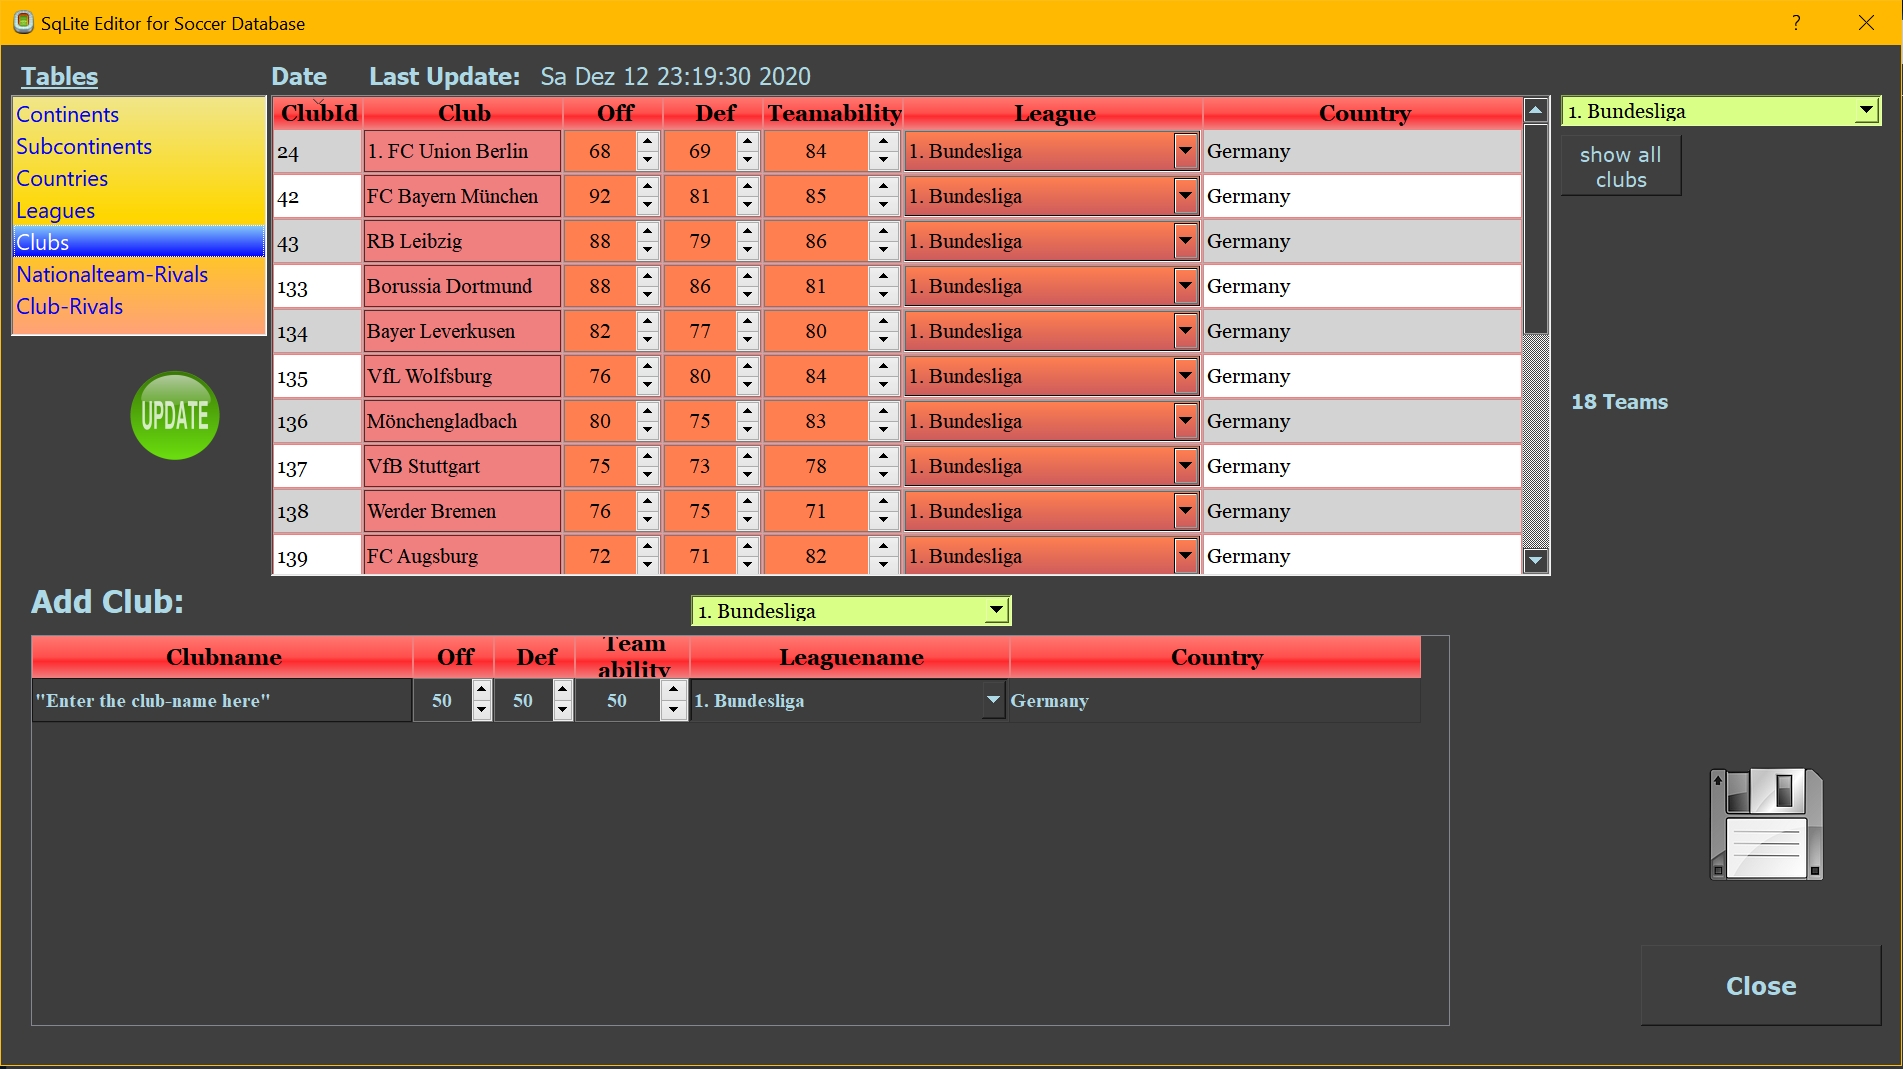 SqLite Editor for Soccer Database ?
Tables Date Last Update: Sa Dez 12 23:19:30 2020
Continents
Subcontinents
Countries
Leagues
Clubs
Nationalteam-Rivals
Club-Rivals
UPDATE
ClubId Club Off Def Teamability League Country
24 1. FC Union Berlin 68 69 84 1. Bundesliga Germany
42 FC Bayern München 92 81 85 1. Bundesliga Germany
43 RB Leibzig 88 79 86 1. Bundesliga Germany
133 Borussia Dortmund 88 86 81 1. Bundesliga Germany
134 Bayer Leverkusen 82 77 80 1. Bundesliga Germany
135 VfL Wolfsburg 76 80 84 1. Bundesliga Germany
136 Mönchengladbach 80 75 83 1. Bundesliga Germany
137 VfB Stuttgart 75 73 78 1. Bundesliga Germany
138 Werder Bremen 76 75 71 1. Bundesliga Germany
139 FC Augsburg 72 71 82 1. Bundesliga Germany
1. Bundesliga
show all
clubs
18 Teams
Add Club:
1. Bundesliga
Clubname Off Def Team ability Leaguename Country
"Enter the club-name here" 50 50 50 1. Bundesliga Germany
Close